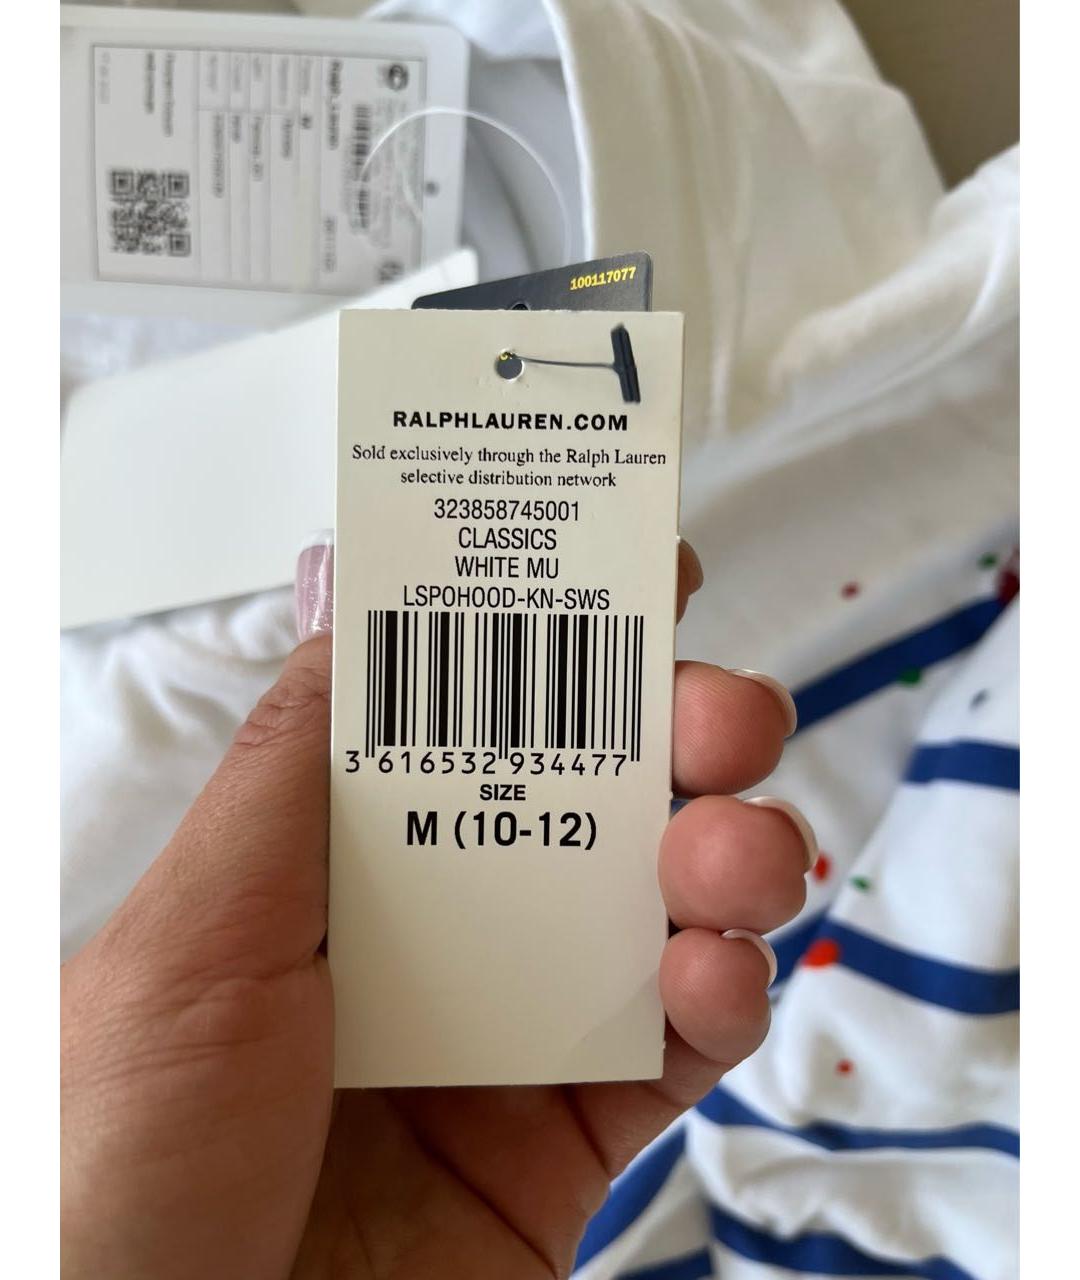 100117077
RALPHLAUREN.COM
Sold exclusively through the Ralph Lauren
selective distribution network
323858745001
CLASSICS
WHITE MU
LSPOHOOD-KN-SWS
3 616532 934477
SIZE
M (10-12)